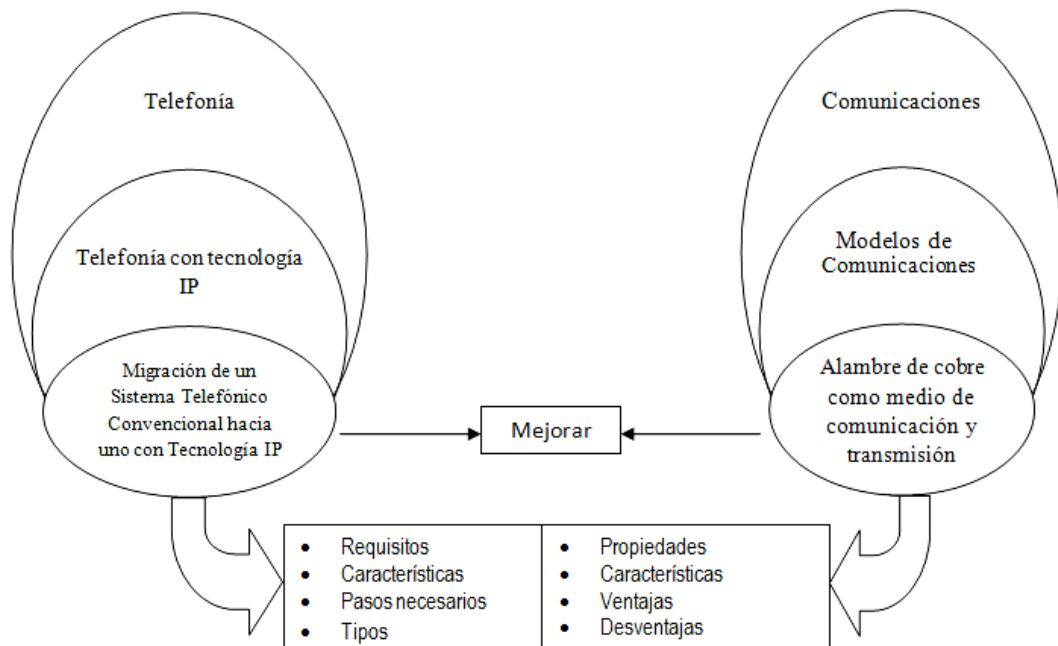 Telefonía
Telefonía con tecnología
IP
Migración de un
Sistema Telefónico
Convencional hacia
uno con Tecnología IP
Mejorar
Comunicaciones
Modelos de
Comunicaciones
Alambre de cobre
como medio de
comunicación y
transmisión
• Requisitos
• Características
• Pasos necesarios
• Tipos
• Propiedades
• Características
• Ventajas
• Desventajas